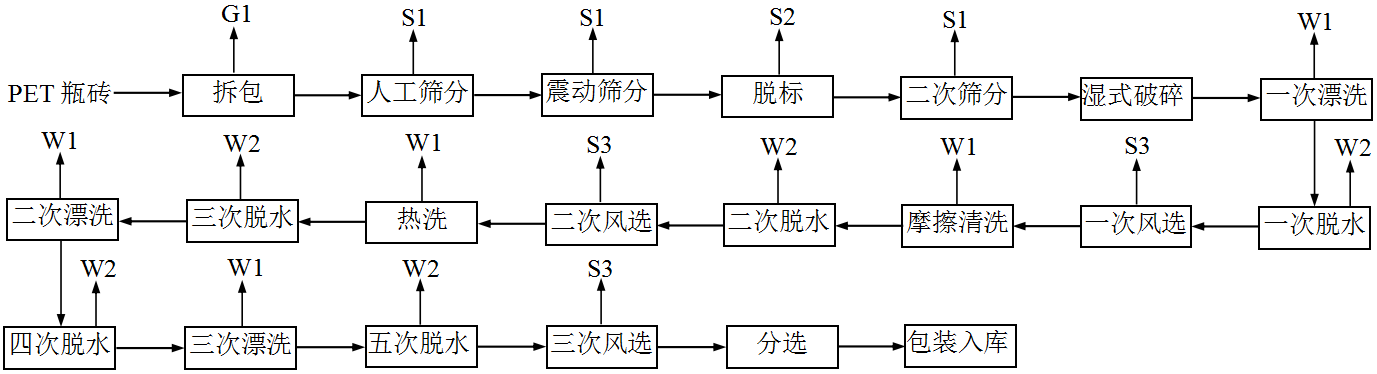 G1 S1 S1 S2 S1 W1
PET 瓶砖 拆包 人工筛分 震动筛分 脱标 二次筛分 湿式破碎 一次漂洗
W1 W2 W1 S3 W2 W1 S3 W2
二次漂洗 三次脱水 热洗 二次风选 二次脱水 摩擦清洗 一次风选 一次脱水
W2 W1 W2 S3
四次脱水 三次漂洗 五次脱水 三次风选 分选 包装入库